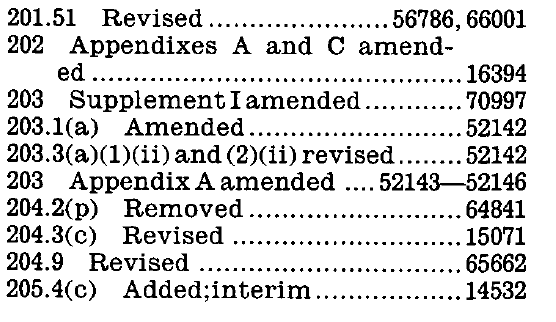 201.51 Revised......................56786, 66001
202 Appendixes A and C amend-
ed.......................................16394
203 Supplement I amended............70997
203.1(a) Amended.......................52142
203.3(a)(1)(ii) and (2)(ii) revised........52142
203 Appendix A amended ....52143—52146
204.2(p) Removed.......................64841
204.3(c) Revised.........................15071
204.9 Revised.............................65662
205.4(c) Added;interim................14532